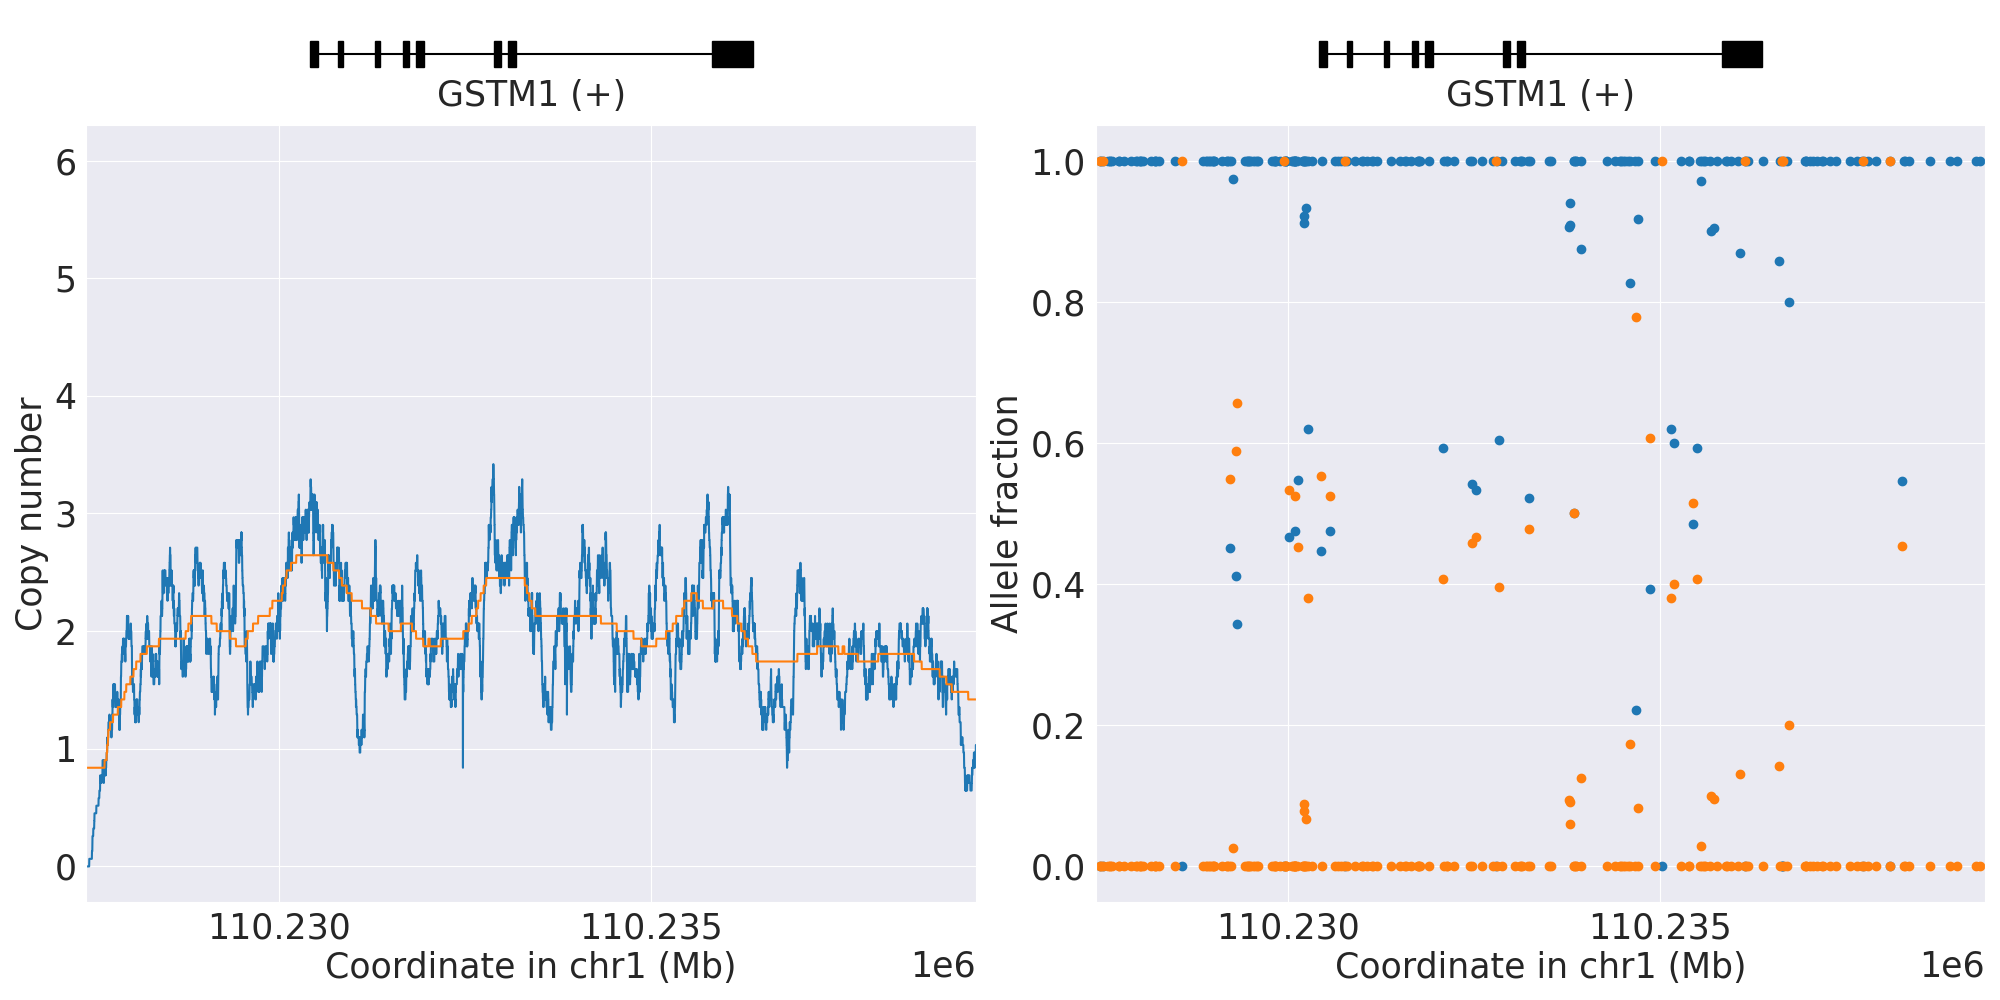 GSTM1 (+)
6
5
4
3
2
1
0
Copy number
110.230
110.235
Coordinate in chr1 (Mb)
1e6
GSTM1 (+)
1.0
0.8
0.6
0.4
0.2
0.0
Allele fraction
110.230
110.235
Coordinate in chr1 (Mb)
1e6